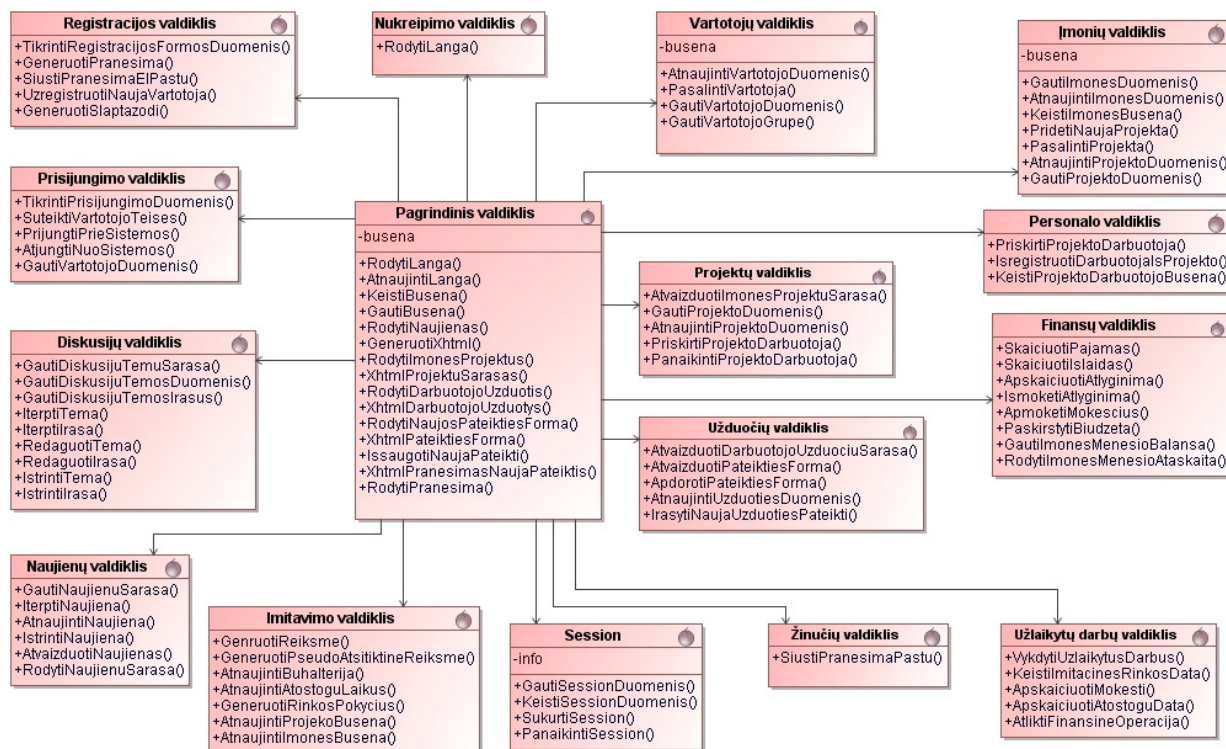 Registracijos valdiklis
+TikrintiRegistracijosFormosDuomenis()
+GeneruotiPranesima()
+SiustiPranesimaElPastu()
+UzregistruotiNaujaVartotoja()
+GeneruotiSlaptazodi()
Nukreipimo valdiklis
+RodytiLanga()
Vartotojų valdiklis
-busena
+AtnaujintiVartotojoDuomenis()
+PasalintiVartotoja()
+GautiVartotojoDuomenis()
+GautiVartotojoGrupe()
Įmonių valdiklis
-busena
+GautiImonesDuomenis()
+AtnaujintiImonesDuomenis()
+KeistiImonesBusena()
+PridetiNaujaProjekta()
+PasalintiProjekta()
+AtnaujintiProjektoDuomenis()
+GautiProjektoDuomenis()
Prisijungimo valdiklis
+TikrintiPrisijungimoDuomenis()
+SuteiktiVartotojoTeises()
+PrijungtiPrieSistemos()
+AtjungtiNuoSistemos()
+GautiVartotojoDuomenis()
Pagrindinis valdiklis
-busena
+RodytiLanga()
+AtnaujintiLanga()
+KeistiBusena()
+GautiBusena()
+RodytiNaujienas()
+GeneruotiXhtml()
+RodytiImonesProjektus()
+XhtmlProjektuSarasas()
+RodytiDarbuotojoUzduotis()
+XhtmlDarbuotojoUzduotys()
+RodytiNaujosPateiktiesForma()
+XhtmlPateiktiesForma()
+IssaugotiNaujaPateikti()
+XhtmlPranesimasNaujaPateiktis()
+RodytiPranesima()
Personalo valdiklis
+PriskirtiProjektoDarbuotoja()
+IsregistruotiDarbuotojaIsProjekto()
+KeistiProjektoDarbuotojoBusena()
Projektų valdiklis
+AtvaizduotiImonesProjektuSarasa()
+GautiProjektoDuomenis()
+AtnaujintiProjektoDuomenis()
+PriskirtiProjektoDarbuotoja()
+PanaikintiProjektoDarbuotoja()
Diskusijų valdiklis
+GautiDiskusijuTemuSarasa()
+GautiDiskusijuTemosDuomenis()
+GautiDiskusijuTemosIrasus()
+IterptiTema()
+IterptiIrasa()
+RedaguotiTema()
+RedaguotiIrasa()
+IstrintiTema()
+IstrintiIrasa()
Finansų valdiklis
+SkaiciuotiPajamas()
+SkaiciuotiIslaidas()
+ApskaiciuotiAtlyginima()
+IsmoketiAtlyginima()
+ApmoketiMokescius()
+PaskirstytiBiudzeta()
+GautiImonesMenesioBalansa()
+RodytiImonesMenesioAtaskaita()
Užduočių valdiklis
+AtvaizduotiDarbuotojoUzduociuSarasa()
+AtvaizduotiPateiktiesForma()
+ApdorotiPateiktiesForma()
+AtnaujintiUzduotiesDuomenis()
+IrasytiNaujaUzduotiesPateikti()
Naujienų valdiklis
+GautiNaujienuSarasa()
+IterptiNaujiena()
+AtnaujintiNaujiena()
+IstrintiNaujiena()
+AtvaizduotiNaujienas()
+RodytiNaujienuSarasa()
Imitavimo valdiklis
+GenruotiReiksme()
+GeneruotiPseudoAtsitiktineReiksme()
+AtnaujintiBuhalterija()
+AtnaujintiAtostoguLaikus()
+GeneruotiRinkosPokycius()
+AtnaujintiProjekoBusena()
+AtnaujintiImonesBusena()
Session
-info
+GautiSessionDuomenis()
+KeistiSessionDuomenis()
+SukurtiSession()
+PanaikintiSession()
Žinučių valdiklis
+SiustiPranesimaPastu()
Užlaikytų darbų valdiklis
+VykdytiUzlaikytusDarbus()
+KeistiImitacinesRinkosData()
+ApskaiciuotiMokesti()
+ApskaiciuotiAtostoguData()
+AtliktiFinansineOperacija()